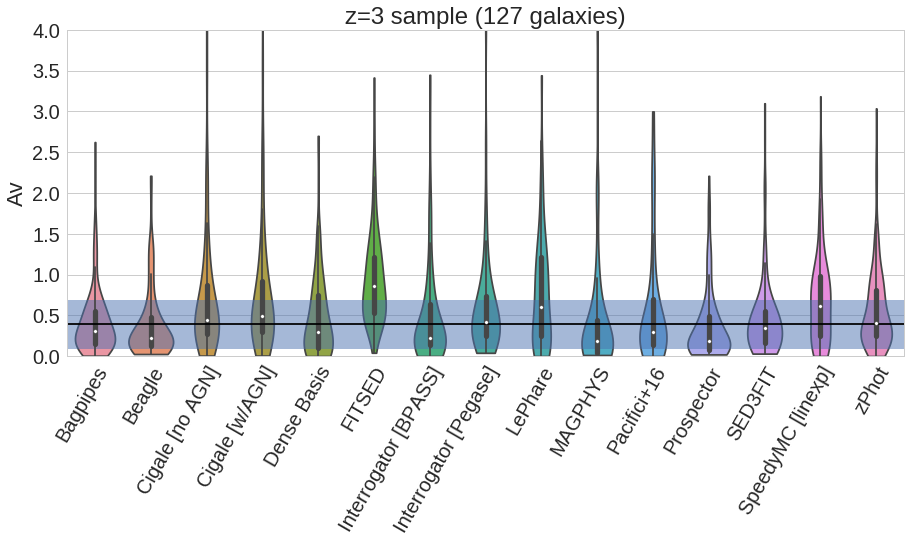 z=3 sample (127 galaxies)
Av
4.0
3.5
3.0
2.5
2.0
1.5
1.0
0.5
0.0
Bagpipes
Beagle
Cigale [no AGN]
Cigale [w/AGN]
Dense Basis
FITSED
Interrogator [BPASS]
Interrogator [Pegase]
LePhare
MAGPHYS
Pacifici+16
Prospector
SED3FIT
SpeedyMC [linexp]
zPhot